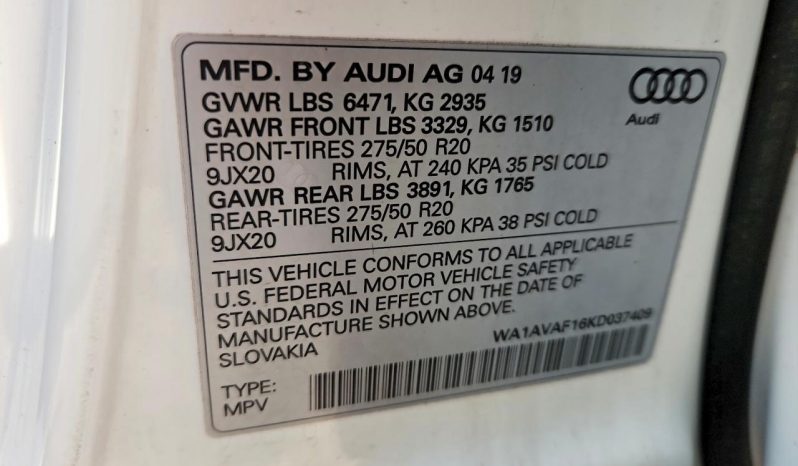 MFD. BY AUDI AG 04 19
GVWR LBS 6471, KG 2935
GAWR FRONT LBS 3329, KG 1510
FRONT-TIRES 275/50 R20
9JX20 RIMS, AT 240 KPA 35 PSI COLD
GAWR REAR LBS 3891, KG 1765
REAR-TIRES 275/50 R20
9JX20 RIMS, AT 260 KPA 38 PSI COLD
Audi
THIS VEHICLE CONFORMS TO ALL APPLICABLE
U.S. FEDERAL MOTOR VEHICLE SAFETY
STANDARDS IN EFFECT ON THE DATE OF
MANUFACTURE SHOWN ABOVE.
SLOVAKIA
WA1AVAF16KD037409
TYPE:
MPV